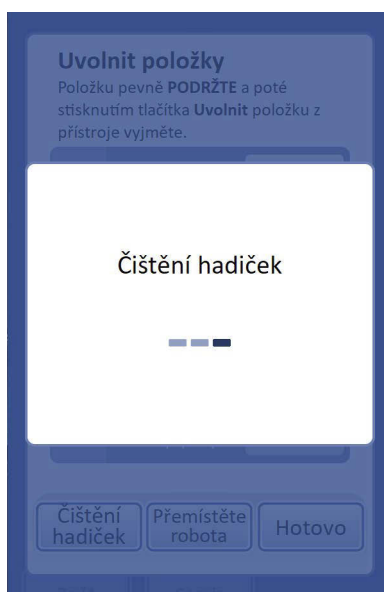 Uvolnit položky
Položku pevně PODRŽTE a poté
stisknutím tlačítka Uvolnit položku z
přístroje vyjměte.
Čištění hadiček
Čištění
hadiček
Přemístěte
robota
Hotovo